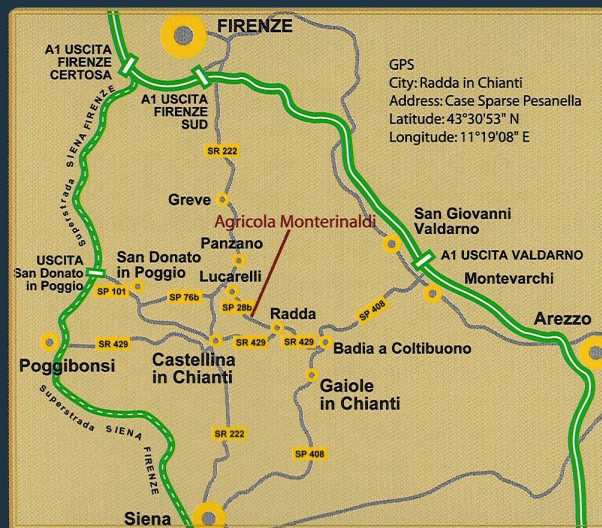 FIRENZE
A1 USCITA
FIRENZE
CERTOSA
A1 USCITA
FIRENZE
SUD
GPS
City: Radda in Chianti
Address: Case Sparse Pesanella
Latitude: 43°30'53" N
Longitude: 11°19'08" E
Superstrada SIENA FIRENZE
SR 222
Greve
Agricola Monterinaldi
San Giovanni
Valdarno
Panzano
A1 USCITA VALDARNO
USCITA
San Donato
in Poggio
San Donato
in Poggio
Lucarelli
Montevarchi
SP 101
SP 76b
SP 28b
SP 408
Radda
Arezzo
SR 429
SR 429
SR 429
Badia a Coltibuono
Poggibonsi
Castellina
in Chianti
Gaiole
in Chianti
Superstrada SIENA
FIRENZE
SR 222
SP 408
Siena